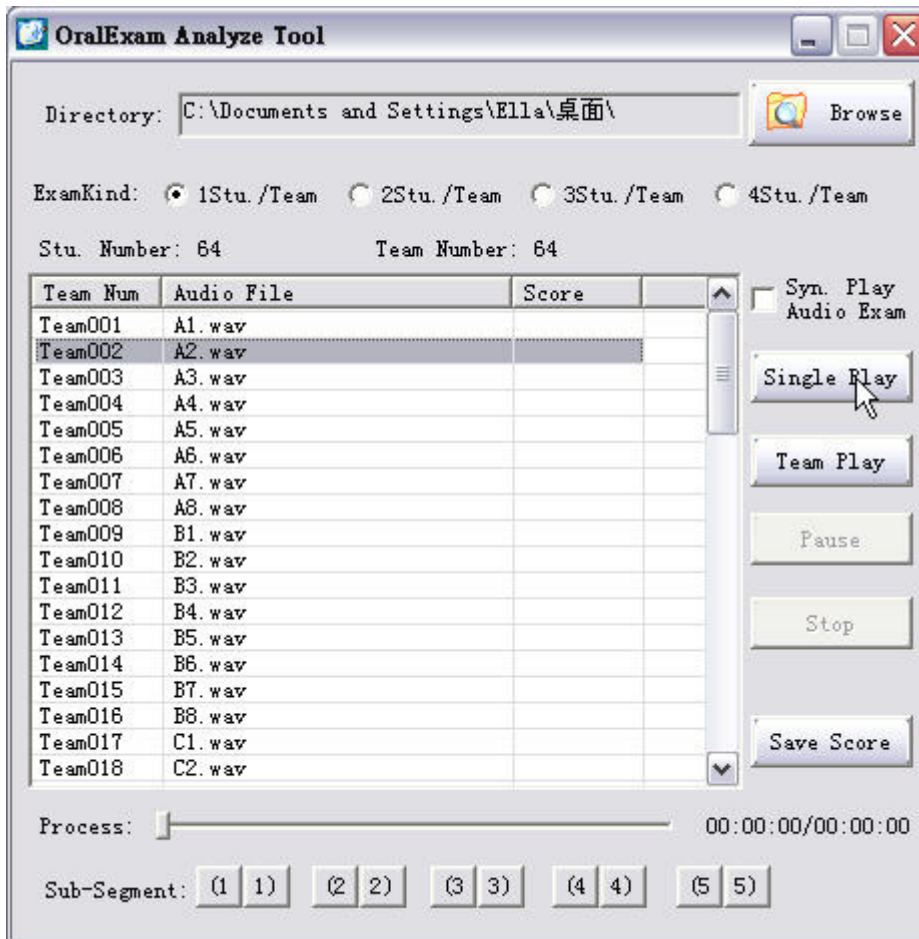 OralExam Analyze Tool
Directory: C:\Documents and Settings\Ella\桌面\ Browse
ExamKind: 1Stu./Team 2Stu./Team 3Stu./Team 4Stu./Team
Stu. Number: 64 Team Number: 64
Team Num Audio File Score
Team001 A1.wav
Team002 A2.wav
Team003 A3.wav
Team004 A4.wav
Team005 A5.wav
Team006 A6.wav
Team007 A7.wav
Team008 A8.wav
Team009 B1.wav
Team010 B2.wav
Team011 B3.wav
Team012 B4.wav
Team013 B5.wav
Team014 B6.wav
Team015 B7.wav
Team016 B8.wav
Team017 C1.wav
Team018 C2.wav
Syn. Play
Audio Exam
Single Play
Team Play
Pause
Stop
Save Score
Process: 00:00:00/00:00:00
Sub-Segment: (1 1) (2 2) (3 3) (4 4) (5 5)